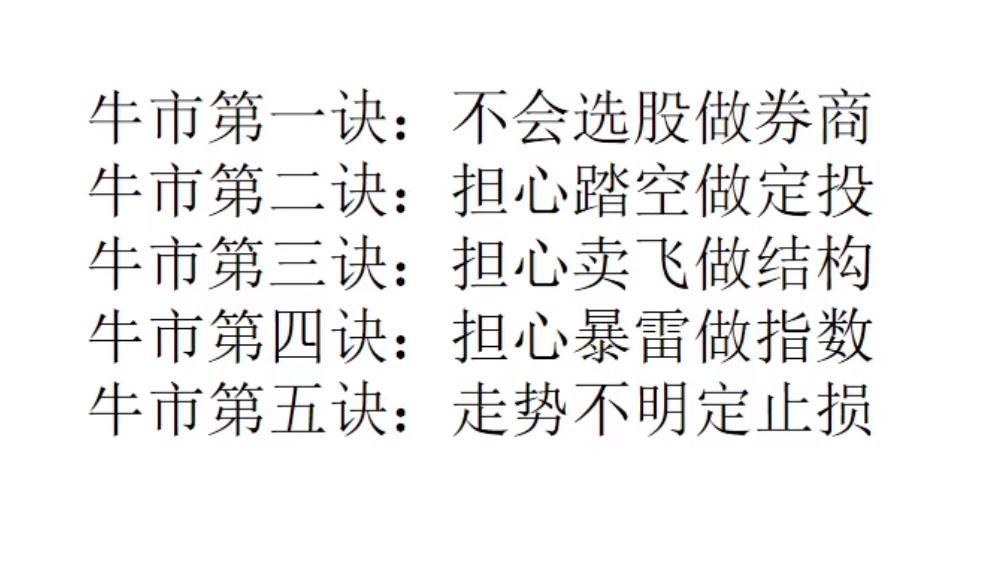 牛市第一诀：不会选股做券商
牛市第二诀：担心踏空做定投
牛市第三诀：担心卖飞做结构
牛市第四诀：担心暴雷做指数
牛市第五诀：走势不明定止损